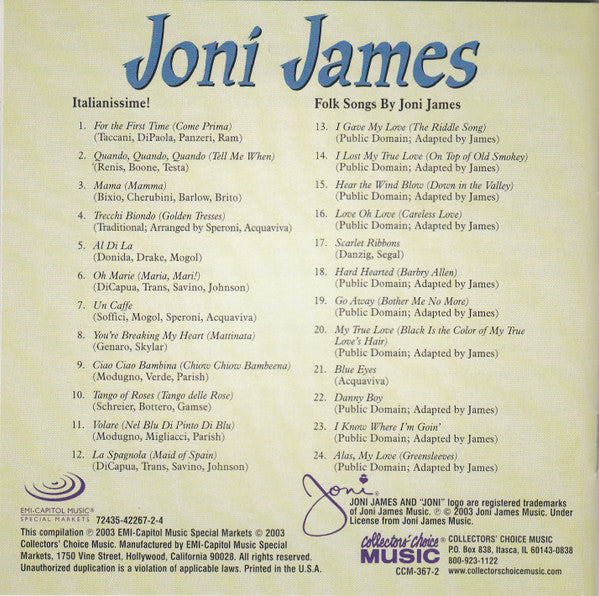 Joni James
Italianissime!
1. For the First Time (Come Prima)
(Taccani, DiPaola, Panzeri, Ram)
2. Quando, Quando, Quando (Tell Me When)
(Renis, Boone, Testa)
3. Mama (Mamma)
(Bixio, Cherubini, Barlow, Brito)
4. Trecchi Biondo (Golden Tresses)
(Traditional; Arranged by Speroni, Acquaviva)
5. Al Di La
(Donida, Drake, Mogol)
6. Oh Marie (Maria, Mari!)
(DiCapua, Trans, Savino, Johnson)
7. Un Caffe
(Soffici, Mogol, Speroni, Acquaviva)
8. You're Breaking My Heart (Mattinata)
(Genaro, Skylar)
9. Ciao Ciao Bambina (Chiow Chiow Bambeena)
(Modugno, Verde, Parish)
10. Tango of Roses (Tango delle Rose)
(Schreier, Bottero, Gamse)
11. Volare (Nel Blu Di Pinto Di Blu)
(Modugno, Migliacci, Parish)
12. La Spagnola (Maid of Spain)
(DiCapua, Trans, Savino, Johnson)
Folk Songs By Joni James
13. I Gave My Love (The Riddle Song)
(Public Domain; Adapted by James)
14. I Lost My True Love (On Top of Old Smokey)
(Public Domain; Adapted by James)
15. Hear the Wind Blow (Down in the Valley)
(Public Domain; Adapted by James)
16. Love Oh Love (Careless Love)
(Public Domain; Adapted by James)
17. Scarlet Ribbons
(Danzig, Segal)
18. Hard Hearted (Barbry Allen)
(Public Domain; Adapted by James)
19. Go Away (Bother Me No More)
(Public Domain; Adapted by James)
20. My True Love (Black Is the Color of My True
Love's Hair)
(Public Domain; Adapted by James)
21. Blue Eyes
(Acquaviva)
22. Danny Boy
(Public Domain; Adapted by James)
23. I Know Where I'm Goin'
(Public Domain; Adapted by James)
24. Alas, My Love (Greensleeves)
(Public Domain; Adapted by James)
EMI-CAPITOL MUSIC®
SPECIAL MARKETS
72435-42267-2-4
This compilation ℗ 2003 EMI-Capitol Music Special Markets © 2003
Collectors' Choice Music. Manufactured by EMI-Capitol Music Special
Markets, 1750 Vine Street, Hollywood, California 90028. All rights reserved.
Unauthorized duplication is a violation of applicable laws. Printed in the U.S.A.
Joni®
JONI JAMES AND "JONI" logo are registered trademarks
of Joni James Music. ℗ © 2003 Joni James Music. Under
License from Joni James Music.
Collectors' Choice
MUSIC
COLLECTORS' CHOICE MUSIC
P.O. Box 838, Itasca, IL 60143-0838
800-923-1122
CCM-367-2 www.collectorschoicemusic.com